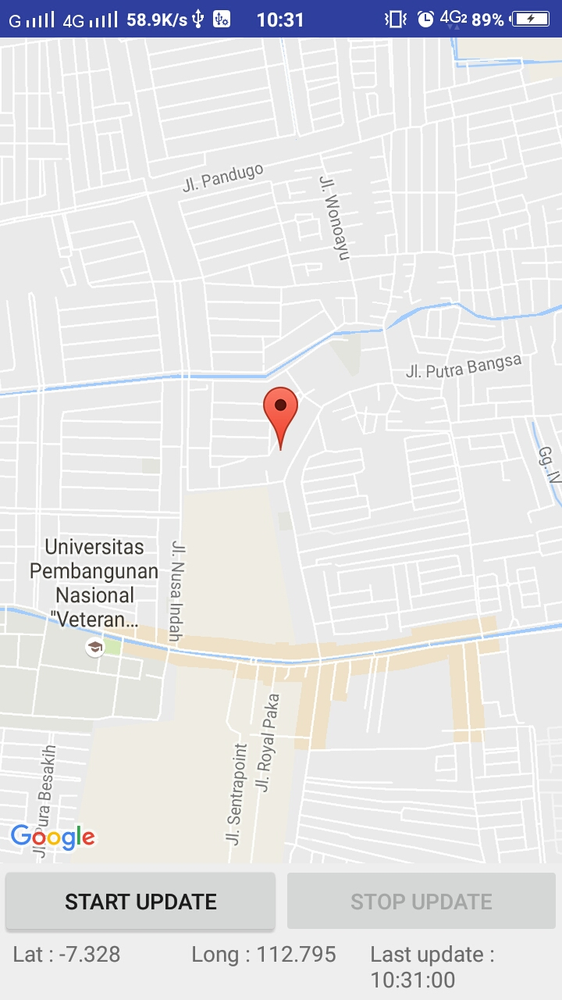 G 4G 58.9K/s 10:31 4G2 89%
Jl. Pandugo
Jl. Wonoayu
Jl. Putra Bangsa
Gg. IV
Universitas
Pembangunan
Nasional
"Veteran...
Jl. Nusa Indah
Jl. Royal Paka
Jl. Sentrapoint
Jl. Pura Besakih
Google
START UPDATE STOP UPDATE
Lat : -7.328 Long : 112.795 Last update :
10:31:00